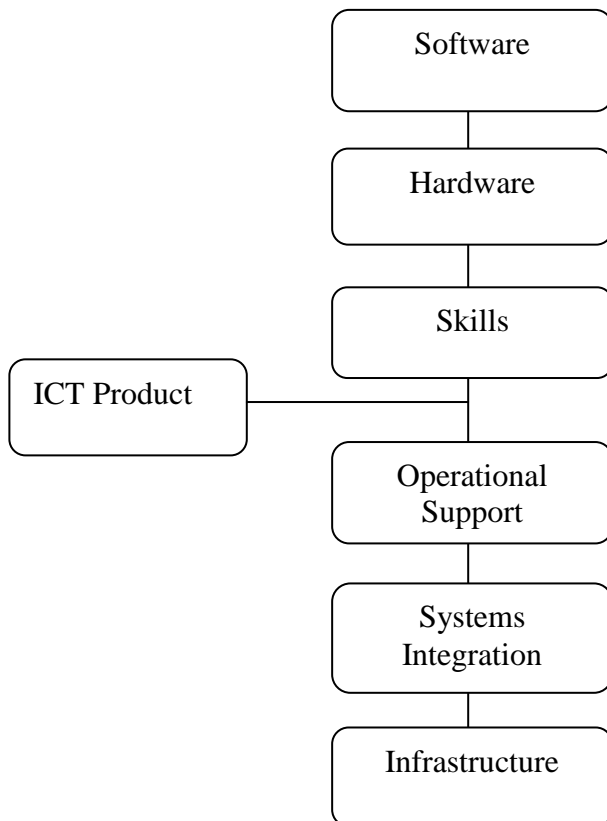 Software
Hardware
Skills
ICT Product
Operational
Support
Systems
Integration
Infrastructure